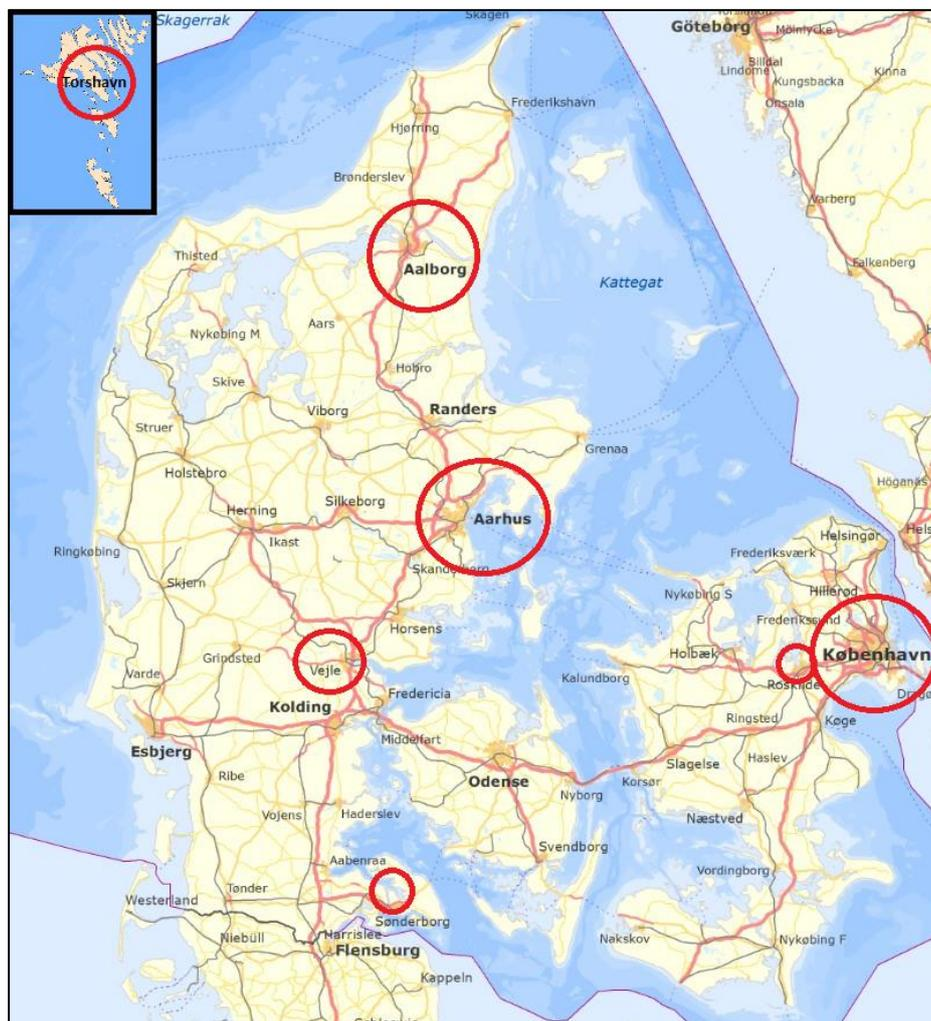 Skagerrak
Skagen
Göteborg
Mölnlycke
Billdal
Lindome
Kungsbacka
Kinna
Onsala
Torshavn
Frederikshavn
Hjørring
Brønderslev
Varberg
Thisted
Aalborg
Falkenberg
Kattegat
Nykøbing M
Aars
Hobro
Skive
Viborg
Randers
Struer
Grenaa
Holstebro
Höganäs
Silkeborg
Herning
Aarhus
Helsingør
Ikast
Ringkøbing
Frederiksværk
Skanderborg
Skjern
Hillerød
Nykøbing S
Frederikssund
Horsens
Grindsted
Holbæk
København
Vejle
Varde
Kalundborg
Roskilde
Fredericia
Kolding
Ringsted
Køge
Middelfart
Esbjerg
Slagelse
Haslev
Ribe
Odense
Korsør
Nyborg
Vojens
Haderslev
Næstved
Svendborg
Aabenraa
Vordingborg
Tønder
Westerland
Sønderborg
Niebüll
Harrislee
Nakskov
Nykøbing F
Flensburg
Kappeln